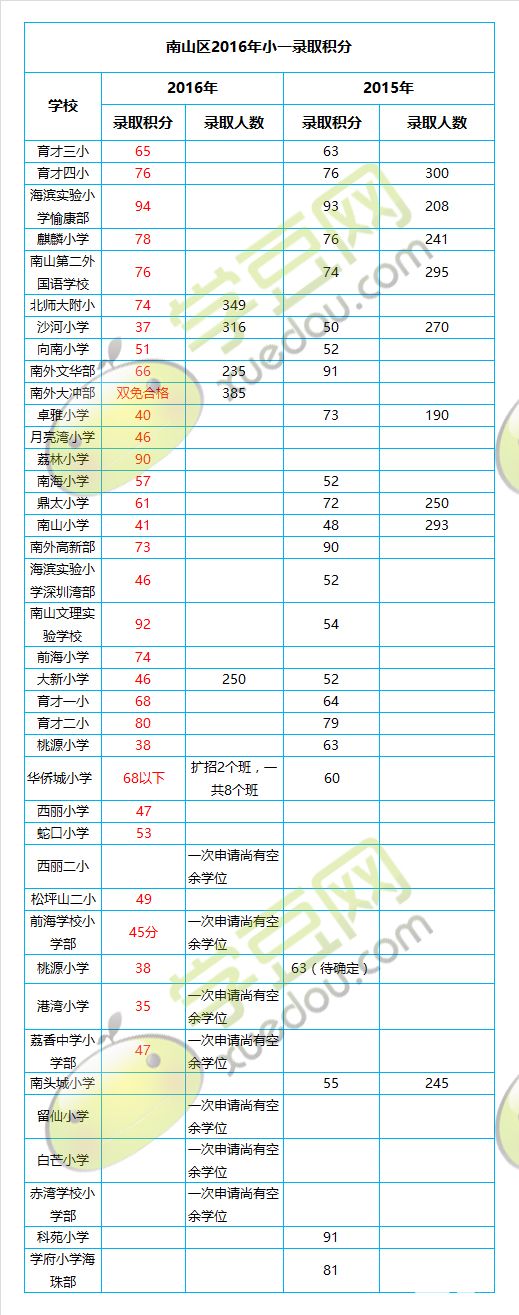 南山区2016年小一录取积分
学校 2016年 2015年
录取积分 录取人数 录取积分 录取人数
育才三小 65 63
育才四小 76 76 300
海滨实验小
学愉康部 94 93 208
麒麟小学 78 76 241
南山第二外
国语学校 76 74 295
北师大附小 74 349
沙河小学 37 316 50 270
向南小学 51 52
南外文华部 66 235 91
南外大冲部 双免合格 385
卓雅小学 40 73 190
月亮湾小学 46
荔林小学 90
南海小学 57 52
鼎太小学 61 72 250
南山小学 41 48 293
南外高新部 73 90
海滨实验小
学深圳湾部 46 52
南山文理实
验学校 92 54
前海小学 74
大新小学 46 250 52
育才一小 68 64
育才二小 80 79
桃源小学 38 63
华侨城小学 68以下 扩招2个班，一
共8个班 60
西丽小学 47
蛇口小学 53
西丽二小 一次申请尚有空
余学位
松坪山二小 49
前海学校小
学部 45分 一次申请尚有空
余学位
桃源小学 38 63（待确定）
港湾小学 35 一次申请尚有空
余学位
荔香中学小
学部 47 一次申请尚有空
余学位
南头城小学 55 245
留仙小学 一次申请尚有空
余学位
白芒小学 一次申请尚有空
余学位
赤湾学校小
学部 一次申请尚有空
余学位
科苑小学 91
学府小学海
珠部 81
学豆网
xuedou.com
学豆网
xuedou.com